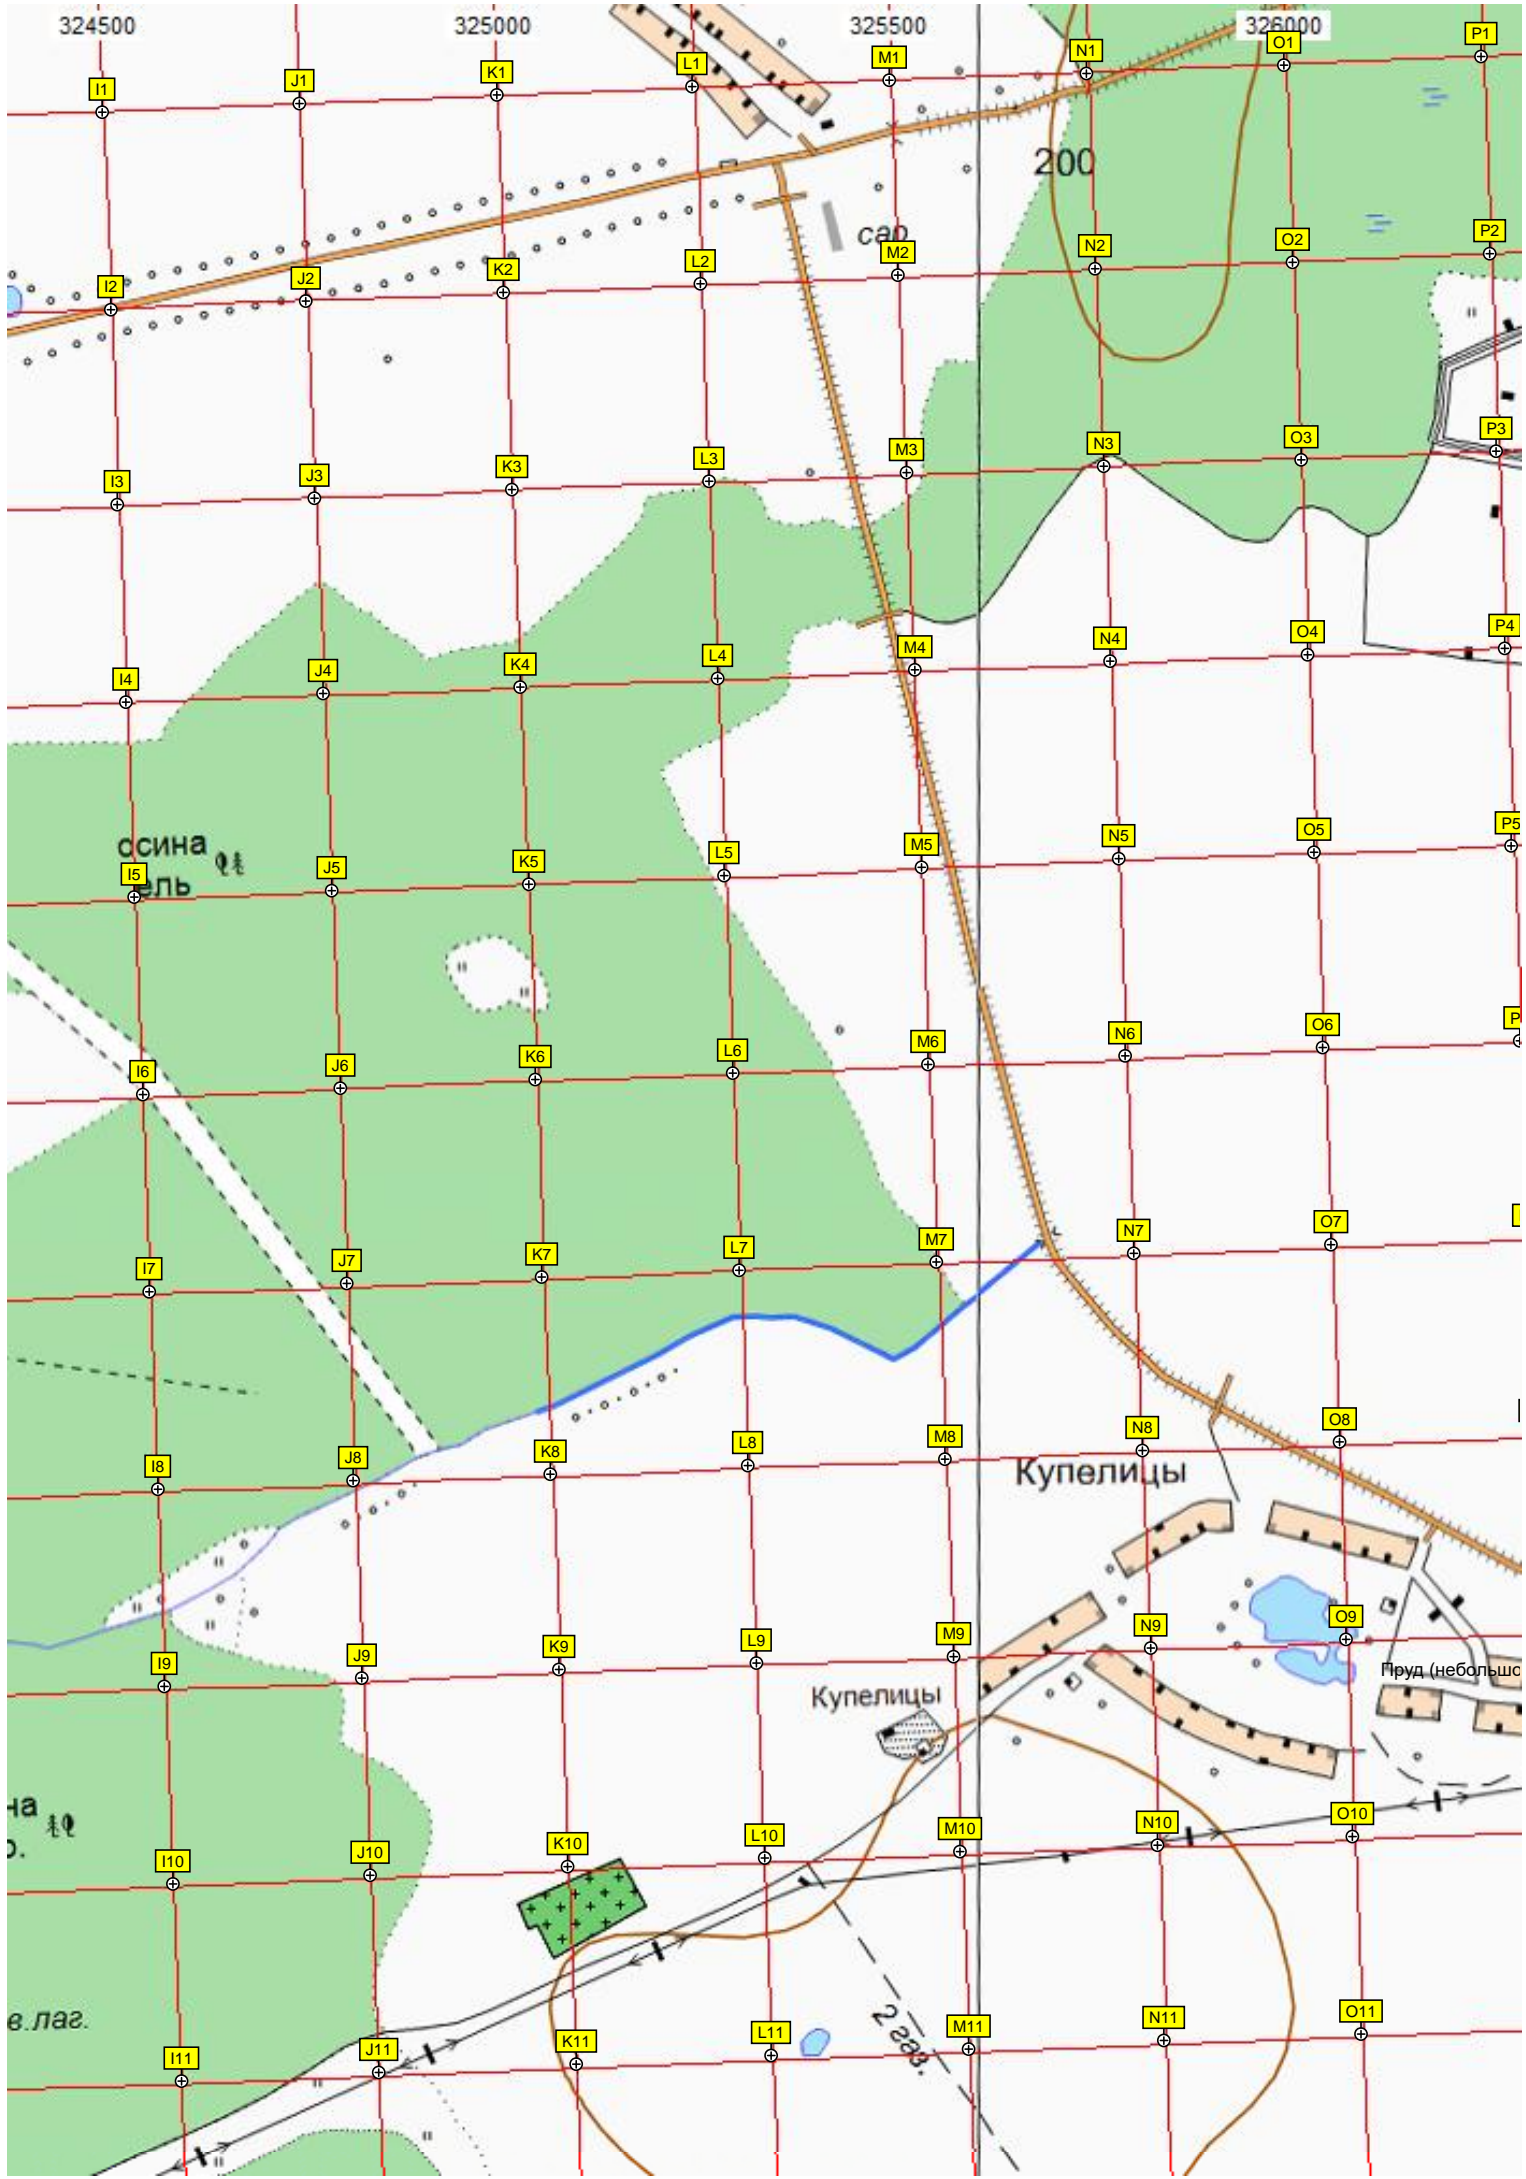 324500 325000 325500 326000
I1 J1 K1 L1 M1 N1 O1 P1
200
сар
I2 J2 K2 L2 M2 N2 O2 P2
I3 J3 K3 L3 M3 N3 O3 P3
I4 J4 K4 L4 M4 N4 O4 P4
осина
ель
I5 J5 K5 L5 M5 N5 O5 P5
I6 J6 K6 L6 M6 N6 O6 P
I7 J7 K7 L7 M7 N7 O7
I8 J8 K8 L8 M8 N8 O8
Купелицы
I9 J9 K9 L9 M9 N9 O9
Пруд (небольшо
Купелицы
на
р.
I10 J10 K10 L10 M10 N10 O10
в.лаг.
2 газ.
I11 J11 K11 L11 M11 N11 O11